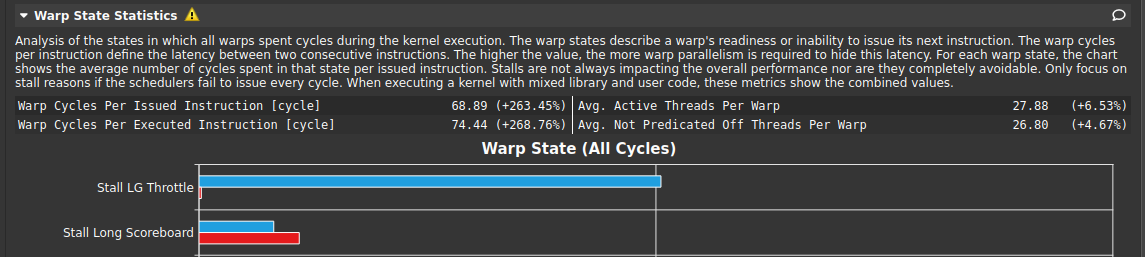 Warp State Statistics
Analysis of the states in which all warps spent cycles during the kernel execution. The warp states describe a warp's readiness or inability to issue its next instruction. The warp cycles
per instruction define the latency between two consecutive instructions. The higher the value, the more warp parallelism is required to hide this latency. For each warp state, the chart
shows the average number of cycles spent in that state per issued instruction. Stalls are not always impacting the overall performance nor are they completely avoidable. Only focus on
stall reasons if the schedulers fail to issue every cycle. When executing a kernel with mixed library and user code, these metrics show the combined values.
Warp Cycles Per Issued Instruction [cycle] 68.89 (+263.45%) Avg. Active Threads Per Warp 27.88 (+6.53%)
Warp Cycles Per Executed Instruction [cycle] 74.44 (+268.76%) Avg. Not Predicated Off Threads Per Warp 26.80 (+4.67%)
Warp State (All Cycles)
Stall LG Throttle
Stall Long Scoreboard